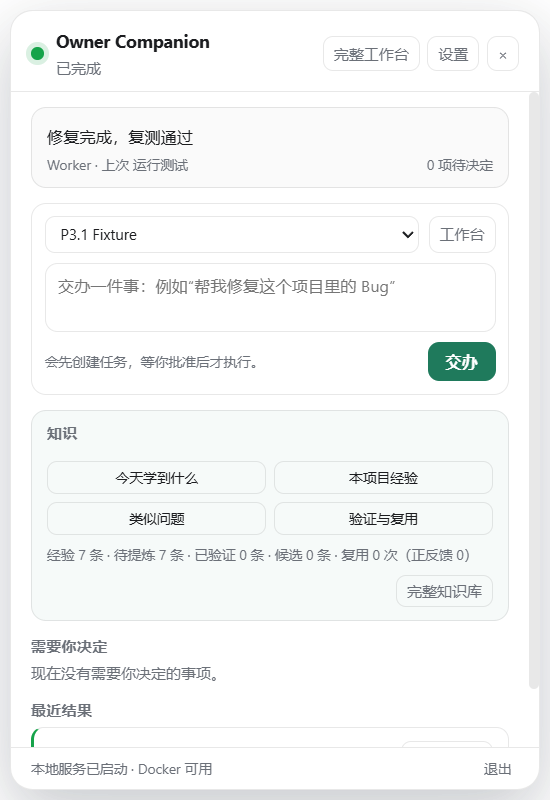 Owner Companion
已完成
完整工作台
设置
×
修复完成，复测通过
Worker · 上次 运行测试
0 项待决定
P3.1 Fixture
工作台
交办一件事：例如“帮我修复这个项目里的 Bug”
会先创建任务，等你批准后才执行。
交办
知识
今天学到什么
本项目经验
类似问题
验证与复用
经验 7 条 · 待提炼 7 条 · 已验证 0 条 · 候选 0 条 · 复用 0 次（正反馈 0）
完整知识库
需要你决定
现在没有需要你决定的事项。
最近结果
本地服务已启动 · Docker 可用
退出